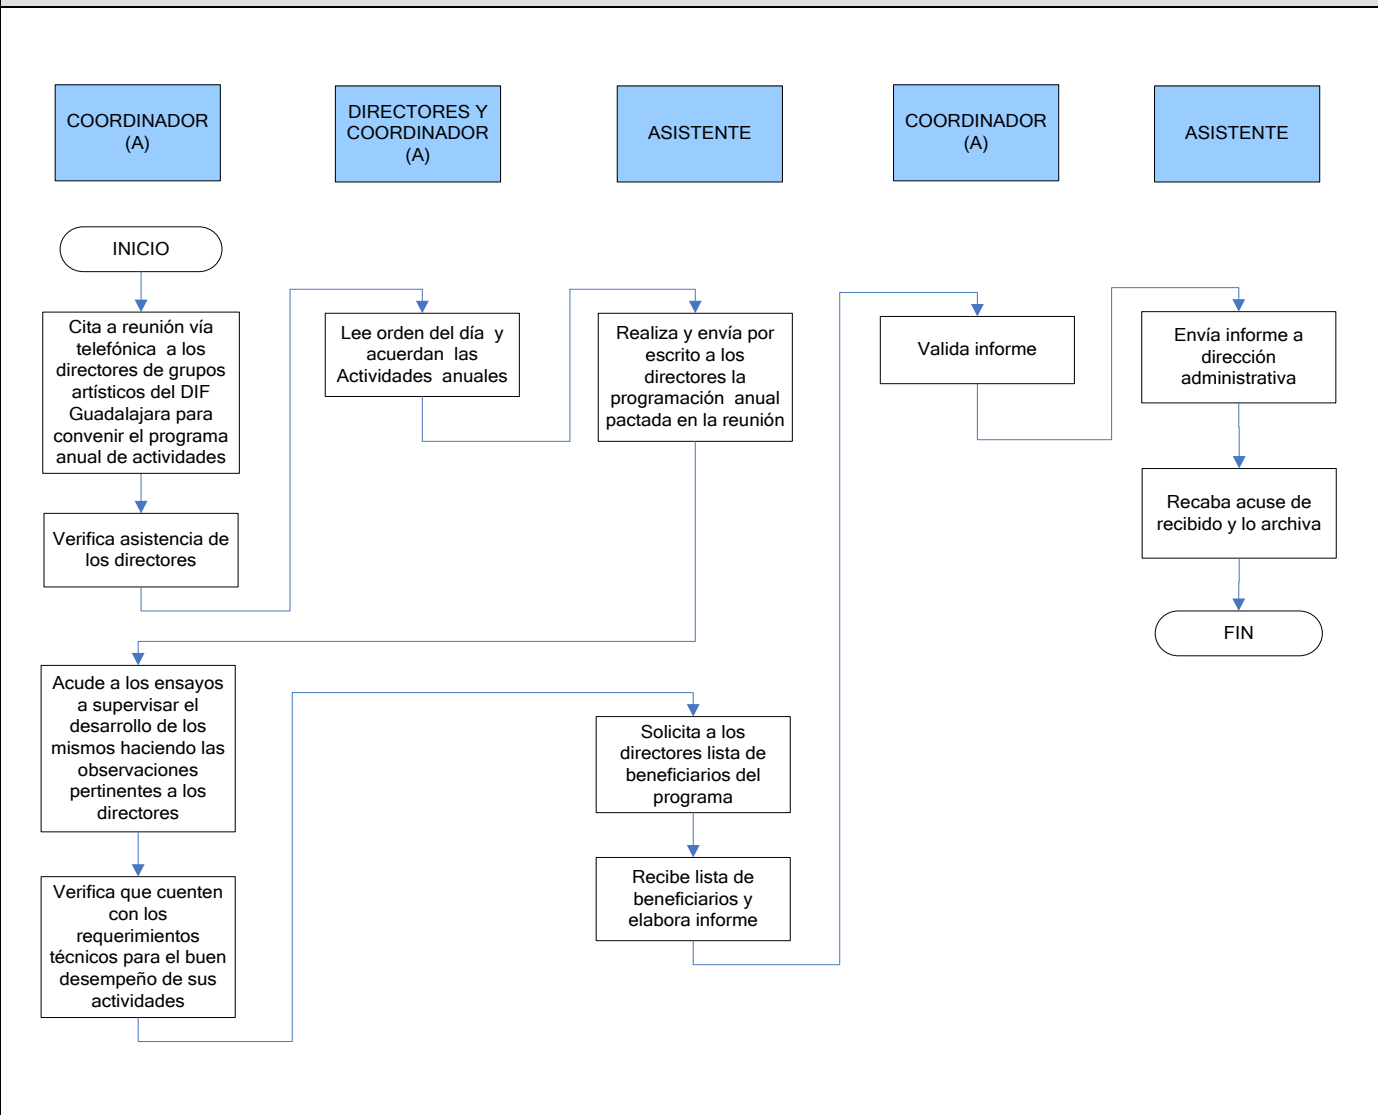 COORDINADOR
(A)
DIRECTORES Y
COORDINADOR
(A)
ASISTENTE
COORDINADOR
(A)
ASISTENTE
INICIO
Cita a reunión vía
telefónica a los
directores de grupos
artísticos del DIF
Guadalajara para
convenir el programa
anual de actividades
Verifica asistencia de
los directores
Lee orden del día y
acuerdan las
Actividades anuales
Realiza y envía por
escrito a los
directores la
programación anual
pactada en la reunión
Acude a los ensayos
a supervisar el
desarrollo de los
mismos haciendo las
observaciones
pertinentes a los
directores
Verifica que cuenten
con los
requerimientos
técnicos para el buen
desempeño de sus
actividades
Solicita a los
directores lista de
beneficiarios del
programa
Recibe lista de
beneficiarios y
elabora informe
Valida informe
Envía informe a
dirección
administrativa
Recaba acuse de
recibido y lo archiva
FIN